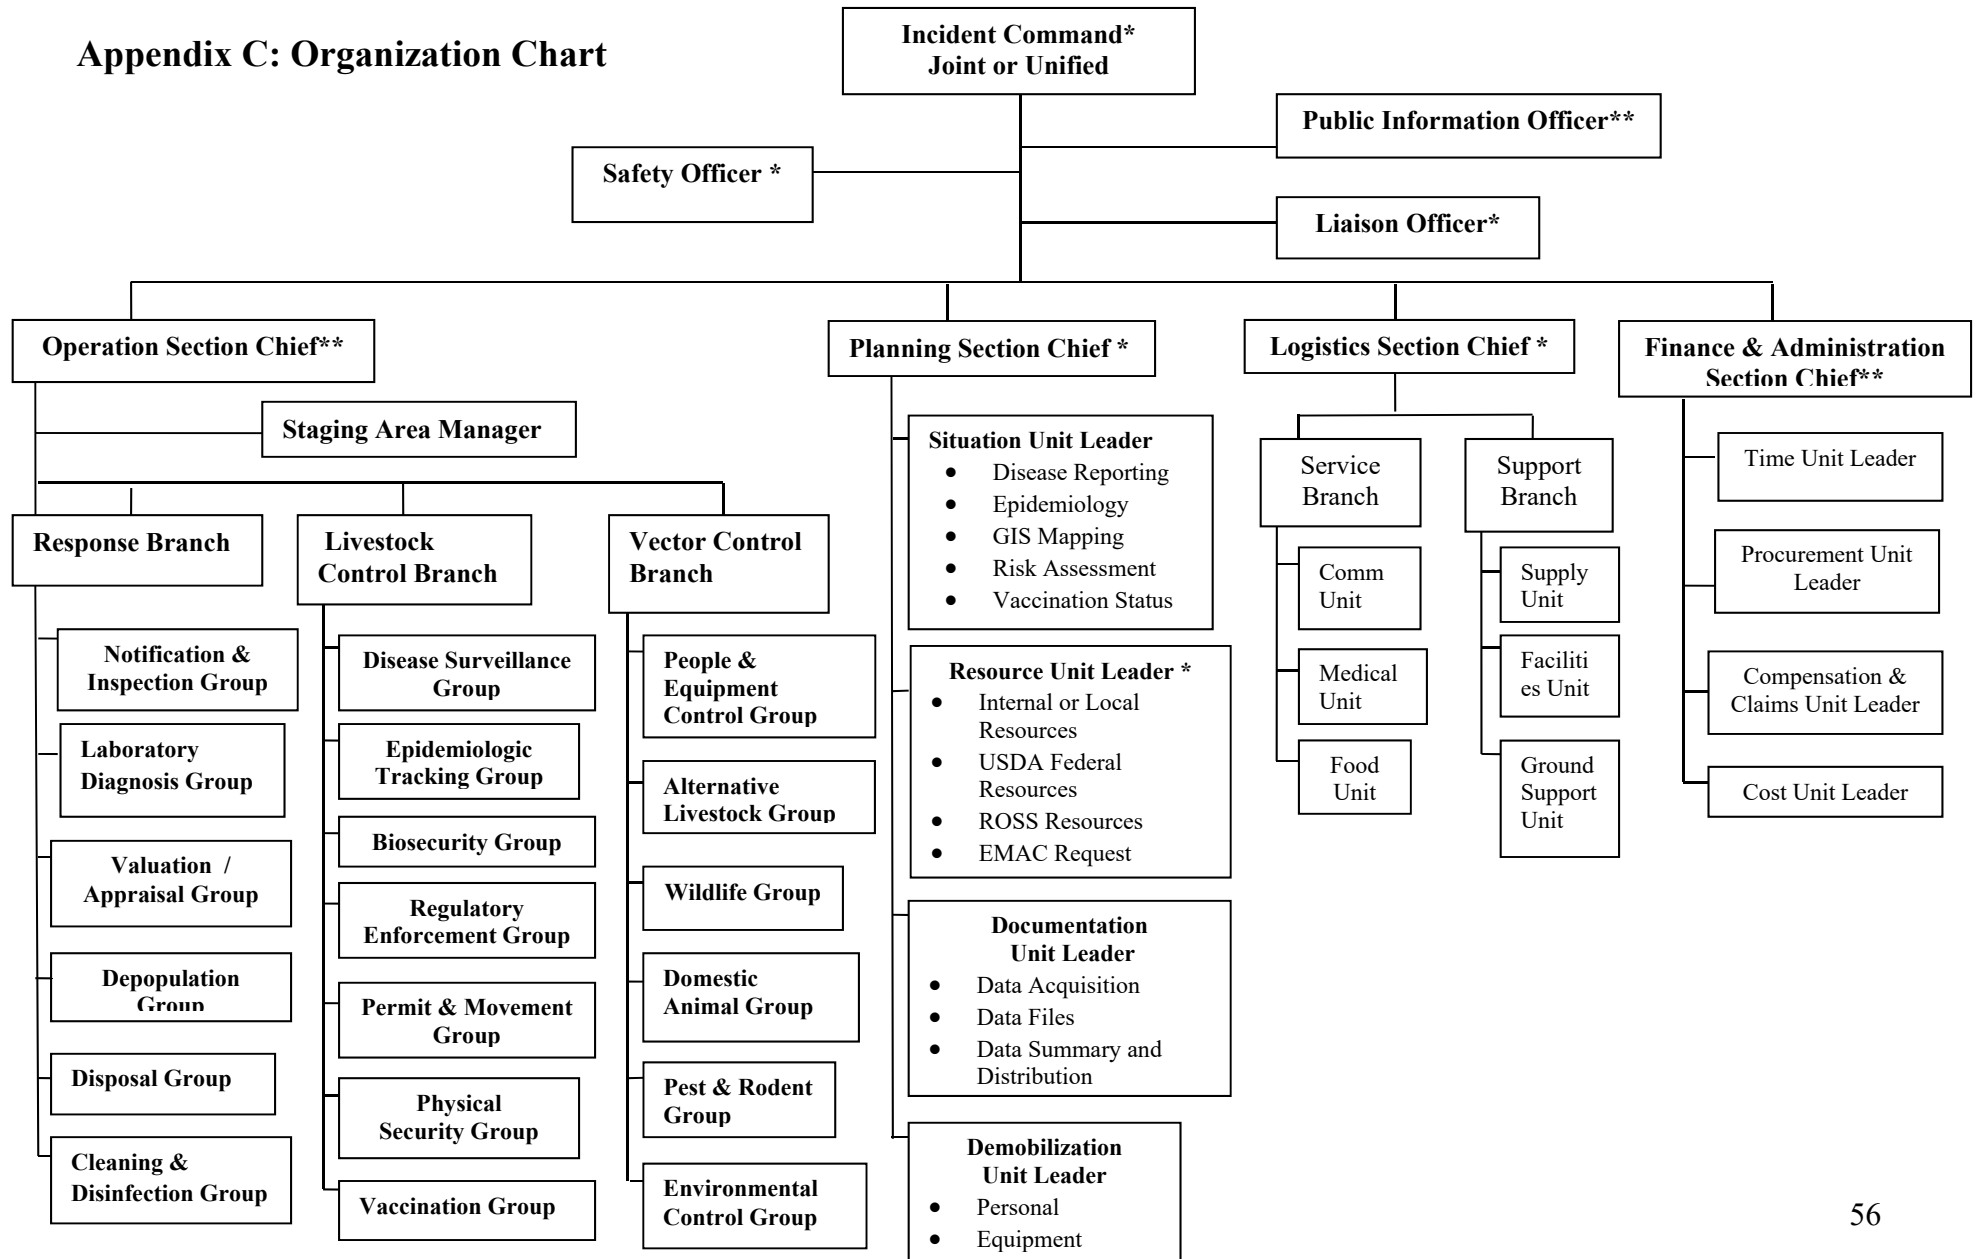 Appendix C: Organization Chart
Incident Command*
Joint or Unified
Public Information Officer**
Safety Officer *
Liaison Officer*
Operation Section Chief**
Staging Area Manager
Response Branch
Notification &
Inspection Group
Laboratory
Diagnosis Group
Valuation /
Appraisal Group
Depopulation
Group
Disposal Group
Cleaning &
Disinfection Group
Livestock
Control Branch
Disease Surveillance
Group
Epidemiologic
Tracking Group
Biosecurity Group
Regulatory
Enforcement Group
Permit & Movement
Group
Physical
Security Group
Vaccination Group
Vector Control
Branch
People &
Equipment
Control Group
Alternative
Livestock Group
Wildlife Group
Domestic
Animal Group
Pest & Rodent
Group
Environmental
Control Group
Planning Section Chief *
Situation Unit Leader
• Disease Reporting
• Epidemiology
• GIS Mapping
• Risk Assessment
• Vaccination Status
Resource Unit Leader *
• Internal or Local
Resources
• USDA Federal
Resources
• ROSS Resources
• EMAC Request
Documentation
Unit Leader
• Data Acquisition
• Data Files
• Data Summary and
Distribution
Demobilization
Unit Leader
• Personal
• Equipment
Logistics Section Chief *
Service
Branch
Comm
Unit
Medical
Unit
Food
Unit
Support
Branch
Supply
Unit
Faciliti
es Unit
Ground
Support
Unit
Finance & Administration
Section Chief**
Time Unit Leader
Procurement Unit
Leader
Compensation &
Claims Unit Leader
Cost Unit Leader
56